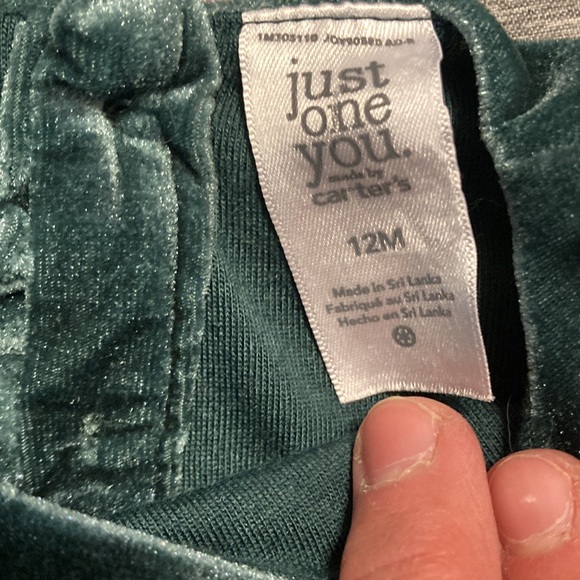 just
one
you.
made by
carter's
12M
Made in Sri Lanka
Fabriqué au Sri Lanka
Hecho en Sri Lanka